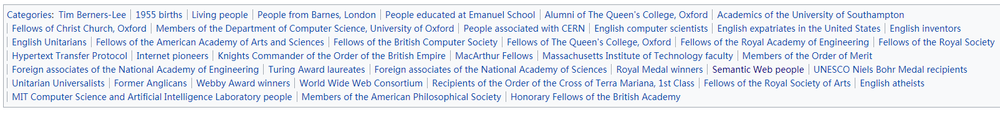 Categories: Tim Berners-Lee | 1955 births | Living people | People from Barnes, London | People educated at Emanuel School | Alumni of The Queen's College, Oxford | Academics of the University of Southampton
| Fellows of Christ Church, Oxford | Members of the Department of Computer Science, University of Oxford | People associated with CERN | English computer scientists | English expatriates in the United States | English inventors
| English Unitarians | Fellows of the American Academy of Arts and Sciences | Fellows of the British Computer Society | Fellows of The Queen's College, Oxford | Fellows of the Royal Academy of Engineering | Fellows of the Royal Society
| Hypertext Transfer Protocol | Internet pioneers | Knights Commander of the Order of the British Empire | MacArthur Fellows | Massachusetts Institute of Technology faculty | Members of the Order of Merit
| Foreign associates of the National Academy of Engineering | Turing Award laureates | Foreign associates of the National Academy of Sciences | Royal Medal winners | Semantic Web people | UNESCO Niels Bohr Medal recipients
| Unitarian Universalists | Former Anglicans | Webby Award winners | World Wide Web Consortium | Recipients of the Order of the Cross of Terra Mariana, 1st Class | Fellows of the Royal Society of Arts | English atheists
| MIT Computer Science and Artificial Intelligence Laboratory people | Members of the American Philosophical Society | Honorary Fellows of the British Academy